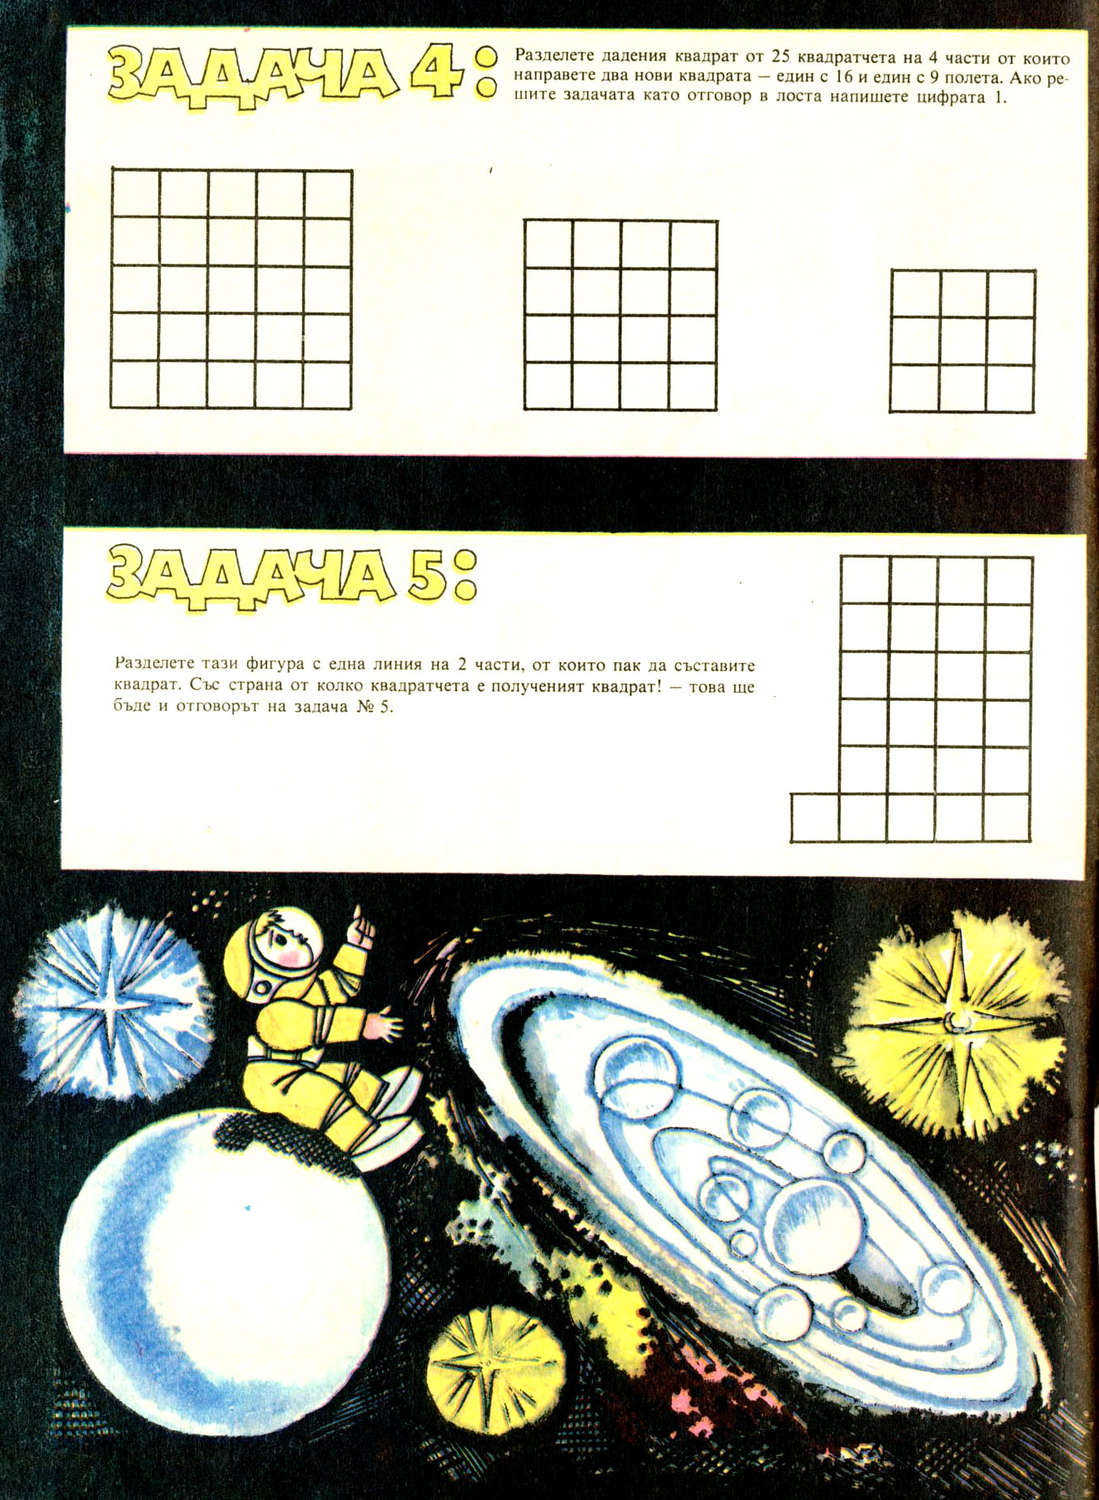 ЗАДАЧА 4:
Разделете дадения квадрат от 25 квадратчета на 4 части от които
направете два нови квадрата — един с 16 и един с 9 полета. Ако ре-
шите задачата като отговор в лоста напишете цифрата 1.
ЗАДАЧА 5:
Разделете тази фигура с една линия на 2 части, от които пак да съставите
квадрат. Със страна от колко квадратчета е полученият квадрат! — това ще
бъде и отговорът на задача № 5.